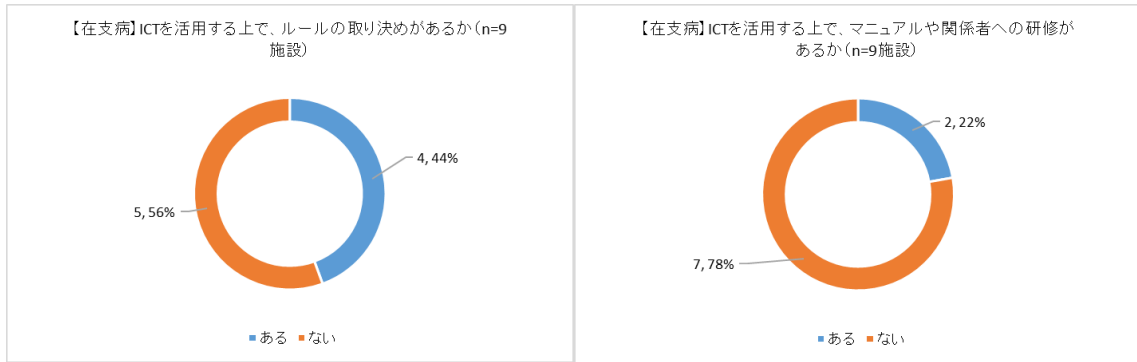 【在支病】ICTを活用する上で、ルールの取り決めがあるか(n=9
施設)
4, 44%
5, 56%
■ある ■ない
【在支病】ICTを活用する上で、マニュアルや関係者への研修が
あるか(n=9施設)
2, 22%
7, 78%
■ある ■ない